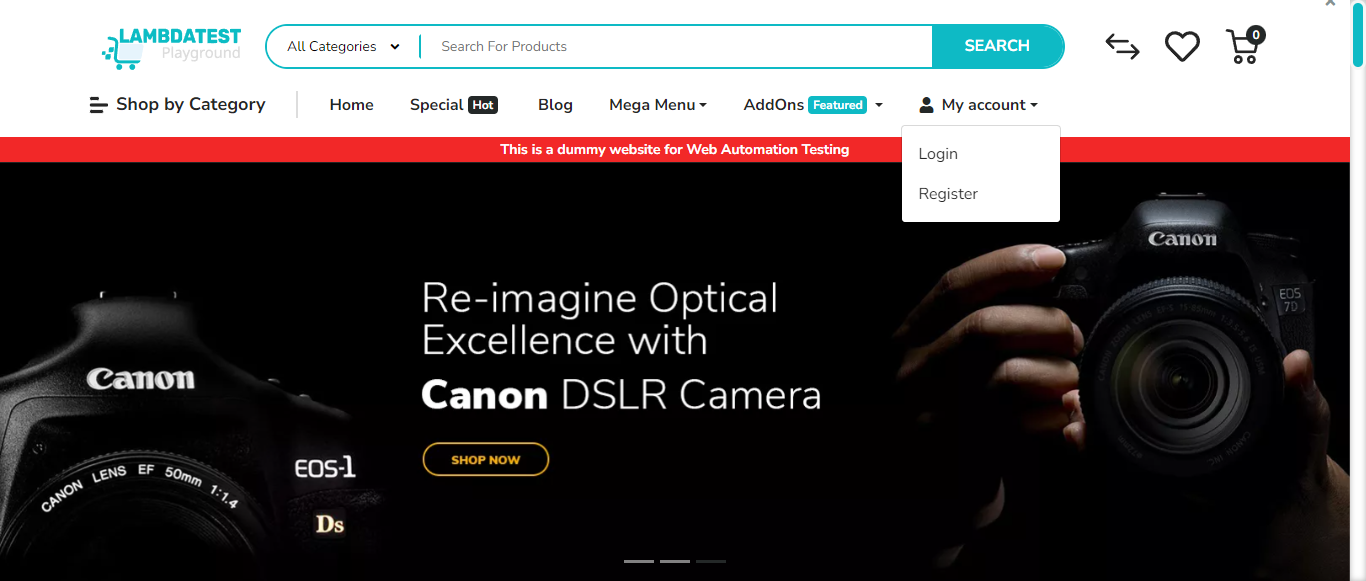 LAMBDATEST
Playground
All Categories
Search For Products
SEARCH
0
Shop by Category
Home
Special Hot
Blog
Mega Menu
AddOns Featured
My account
This is a dummy website for Web Automation Testing
Login
Register
Re-imagine Optical
Excellence with
Canon DSLR Camera
SHOP NOW
Canon
EOS-1
Ds
CANON LENS EF 50mm 1:1.4
Canon
EOS
7D